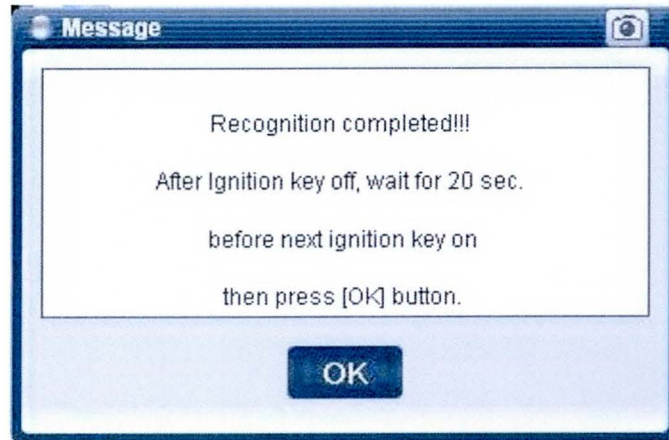 Message
Recognition completed!!!
After Ignition key off, wait for 20 sec.
before next ignition key on
then press [OK] button.
OK